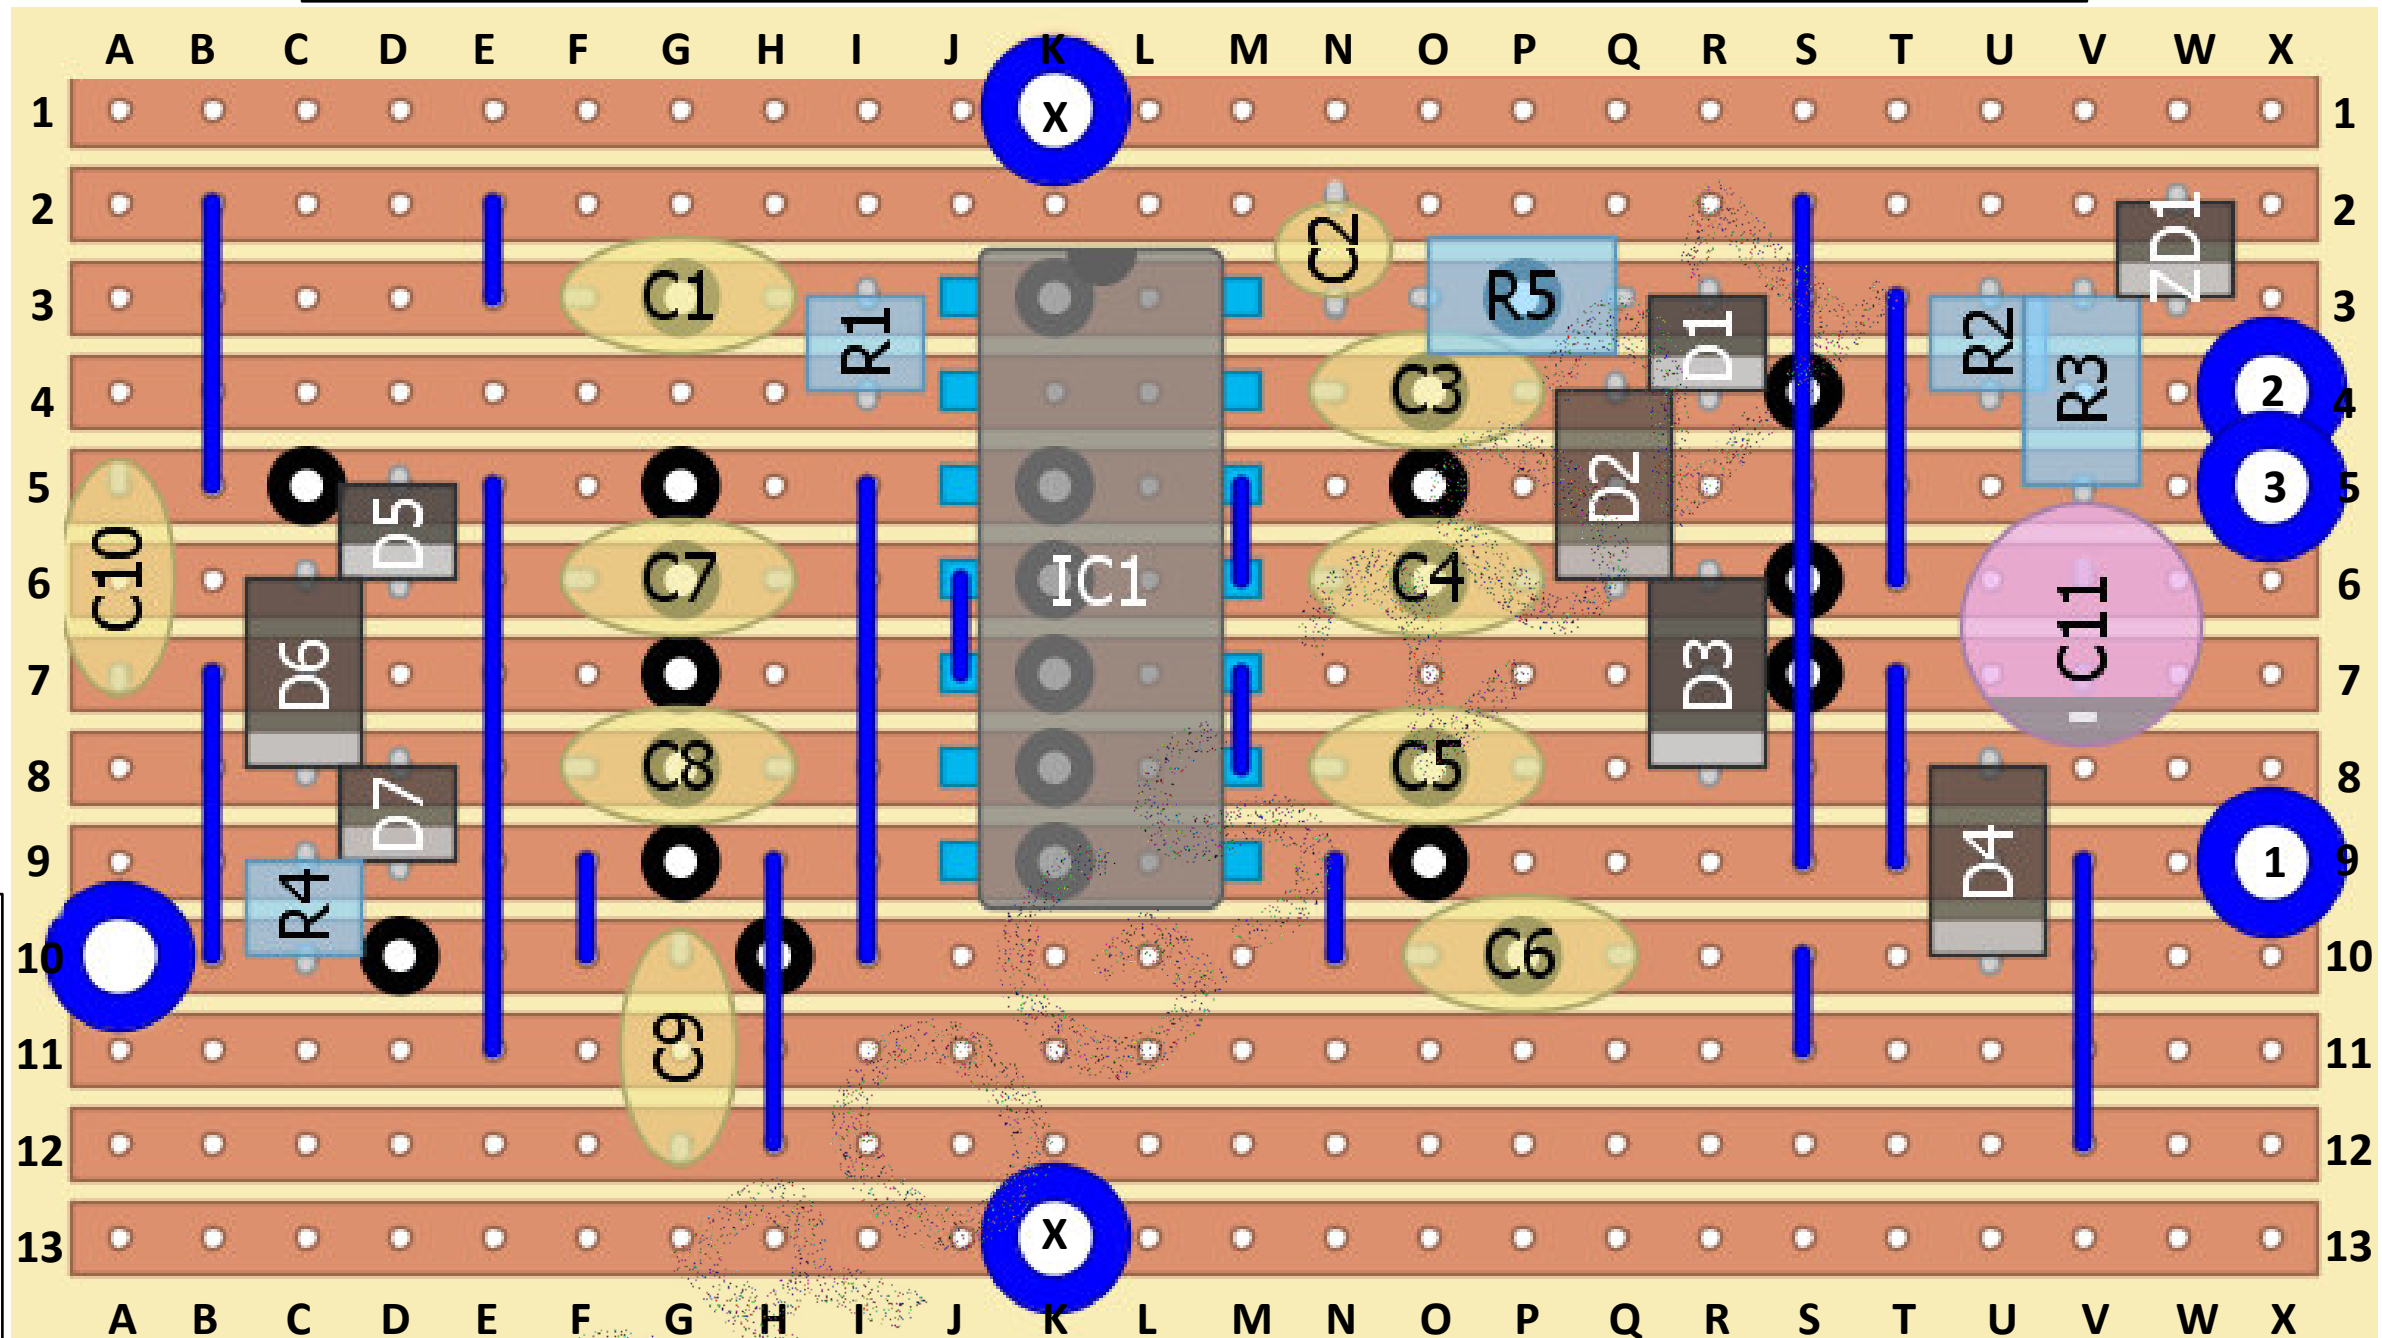 A B C D E F G H I J K L M N O P Q R S T U V W X
1 X 1
2 2
C2 ZD1
3 C1 R5 3
R1 D1 R2
4 C3 R3 2 4
5 D5 D2 3 5
6 C10 C7 IC1 C4 C11 6
7 D6 D3 7
-
8 D7 C8 C5 8
9 R4 D4 1 9
10 C6 10
11 C9 11
12 12
13 X 13
A B C D E F G H I J K L M N O P Q R S T U V W X